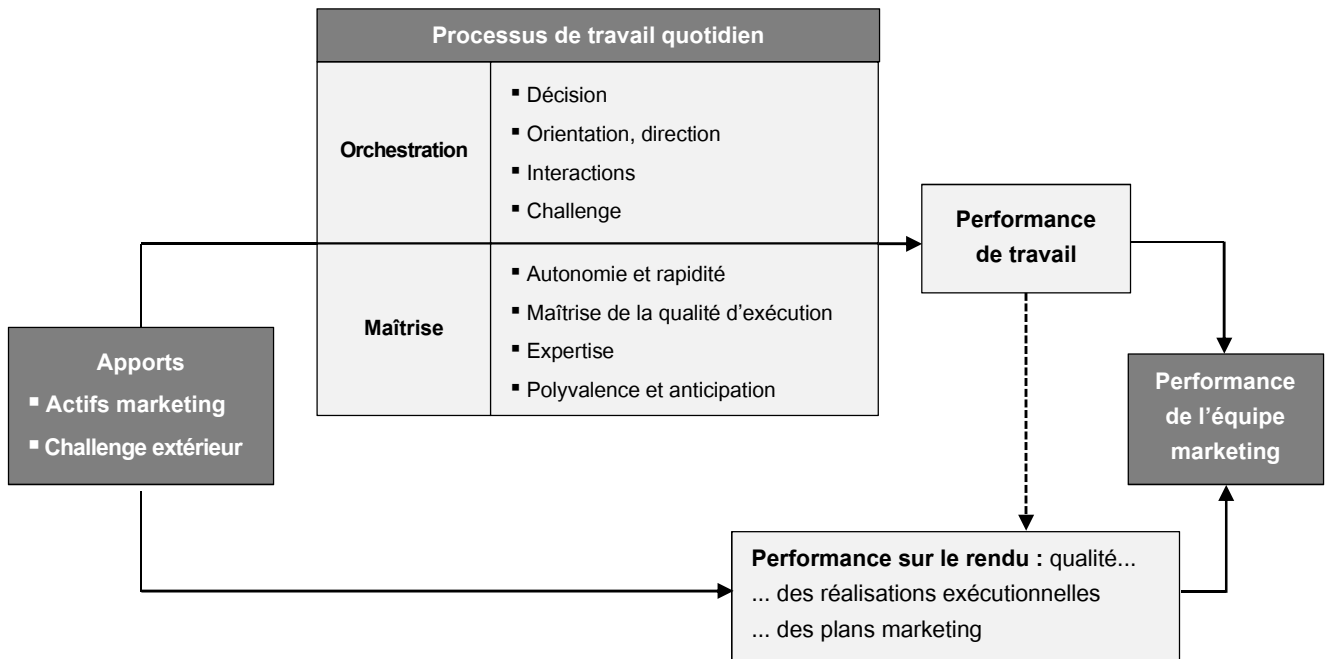 Processus de travail quotidien
Orchestration
▪ Décision
▪ Orientation, direction
▪ Interactions
▪ Challenge
Maîtrise
▪ Autonomie et rapidité
▪ Maîtrise de la qualité d’exécution
▪ Expertise
▪ Polyvalence et anticipation
Apports
▪ Actifs marketing
▪ Challenge extérieur
Performance
de travail
Performance
de l’équipe
marketing
Performance sur le rendu : qualité...
... des réalisations exécutionnelles
... des plans marketing